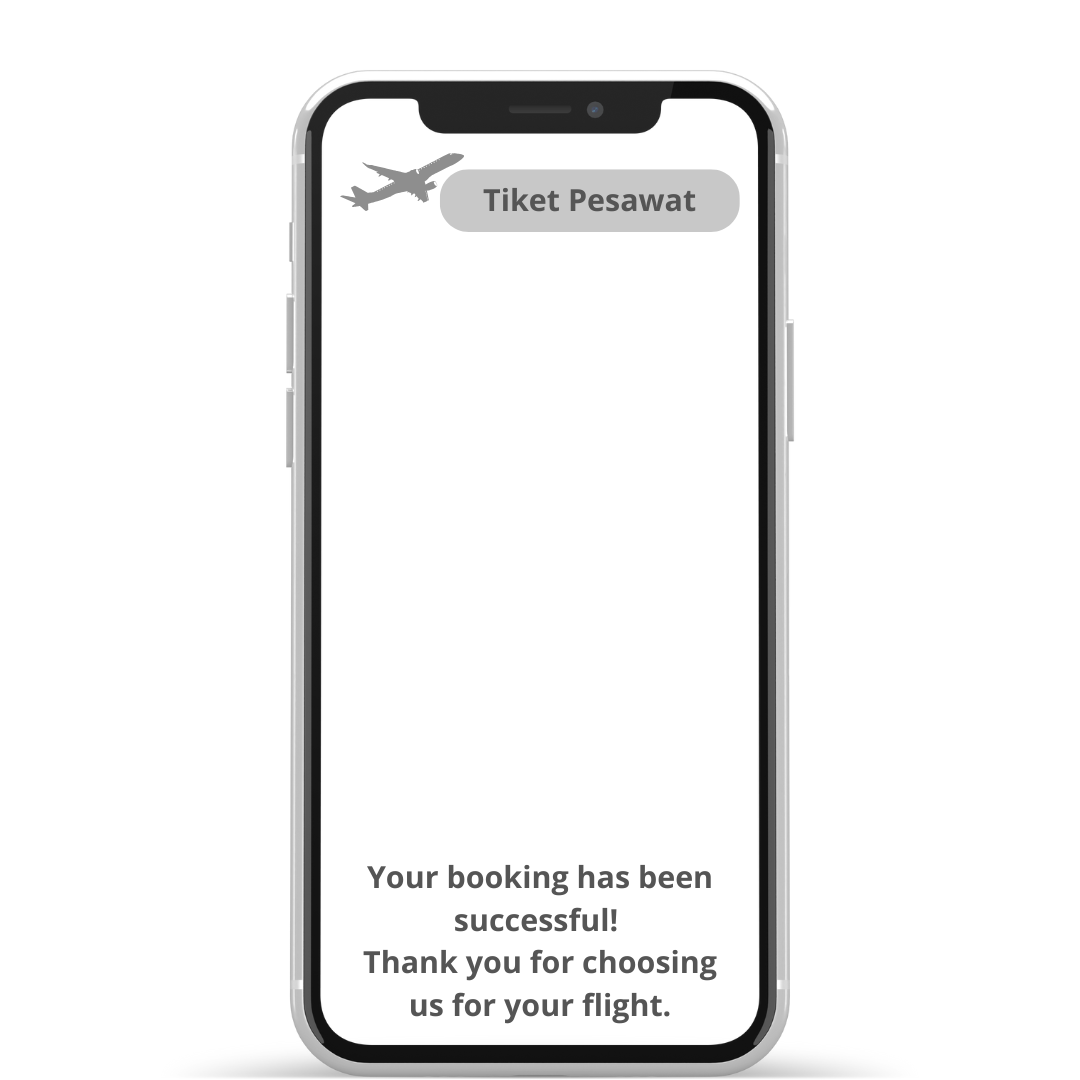 Tiket Pesawat
Your booking has been
successful!
Thank you for choosing
us for your flight.